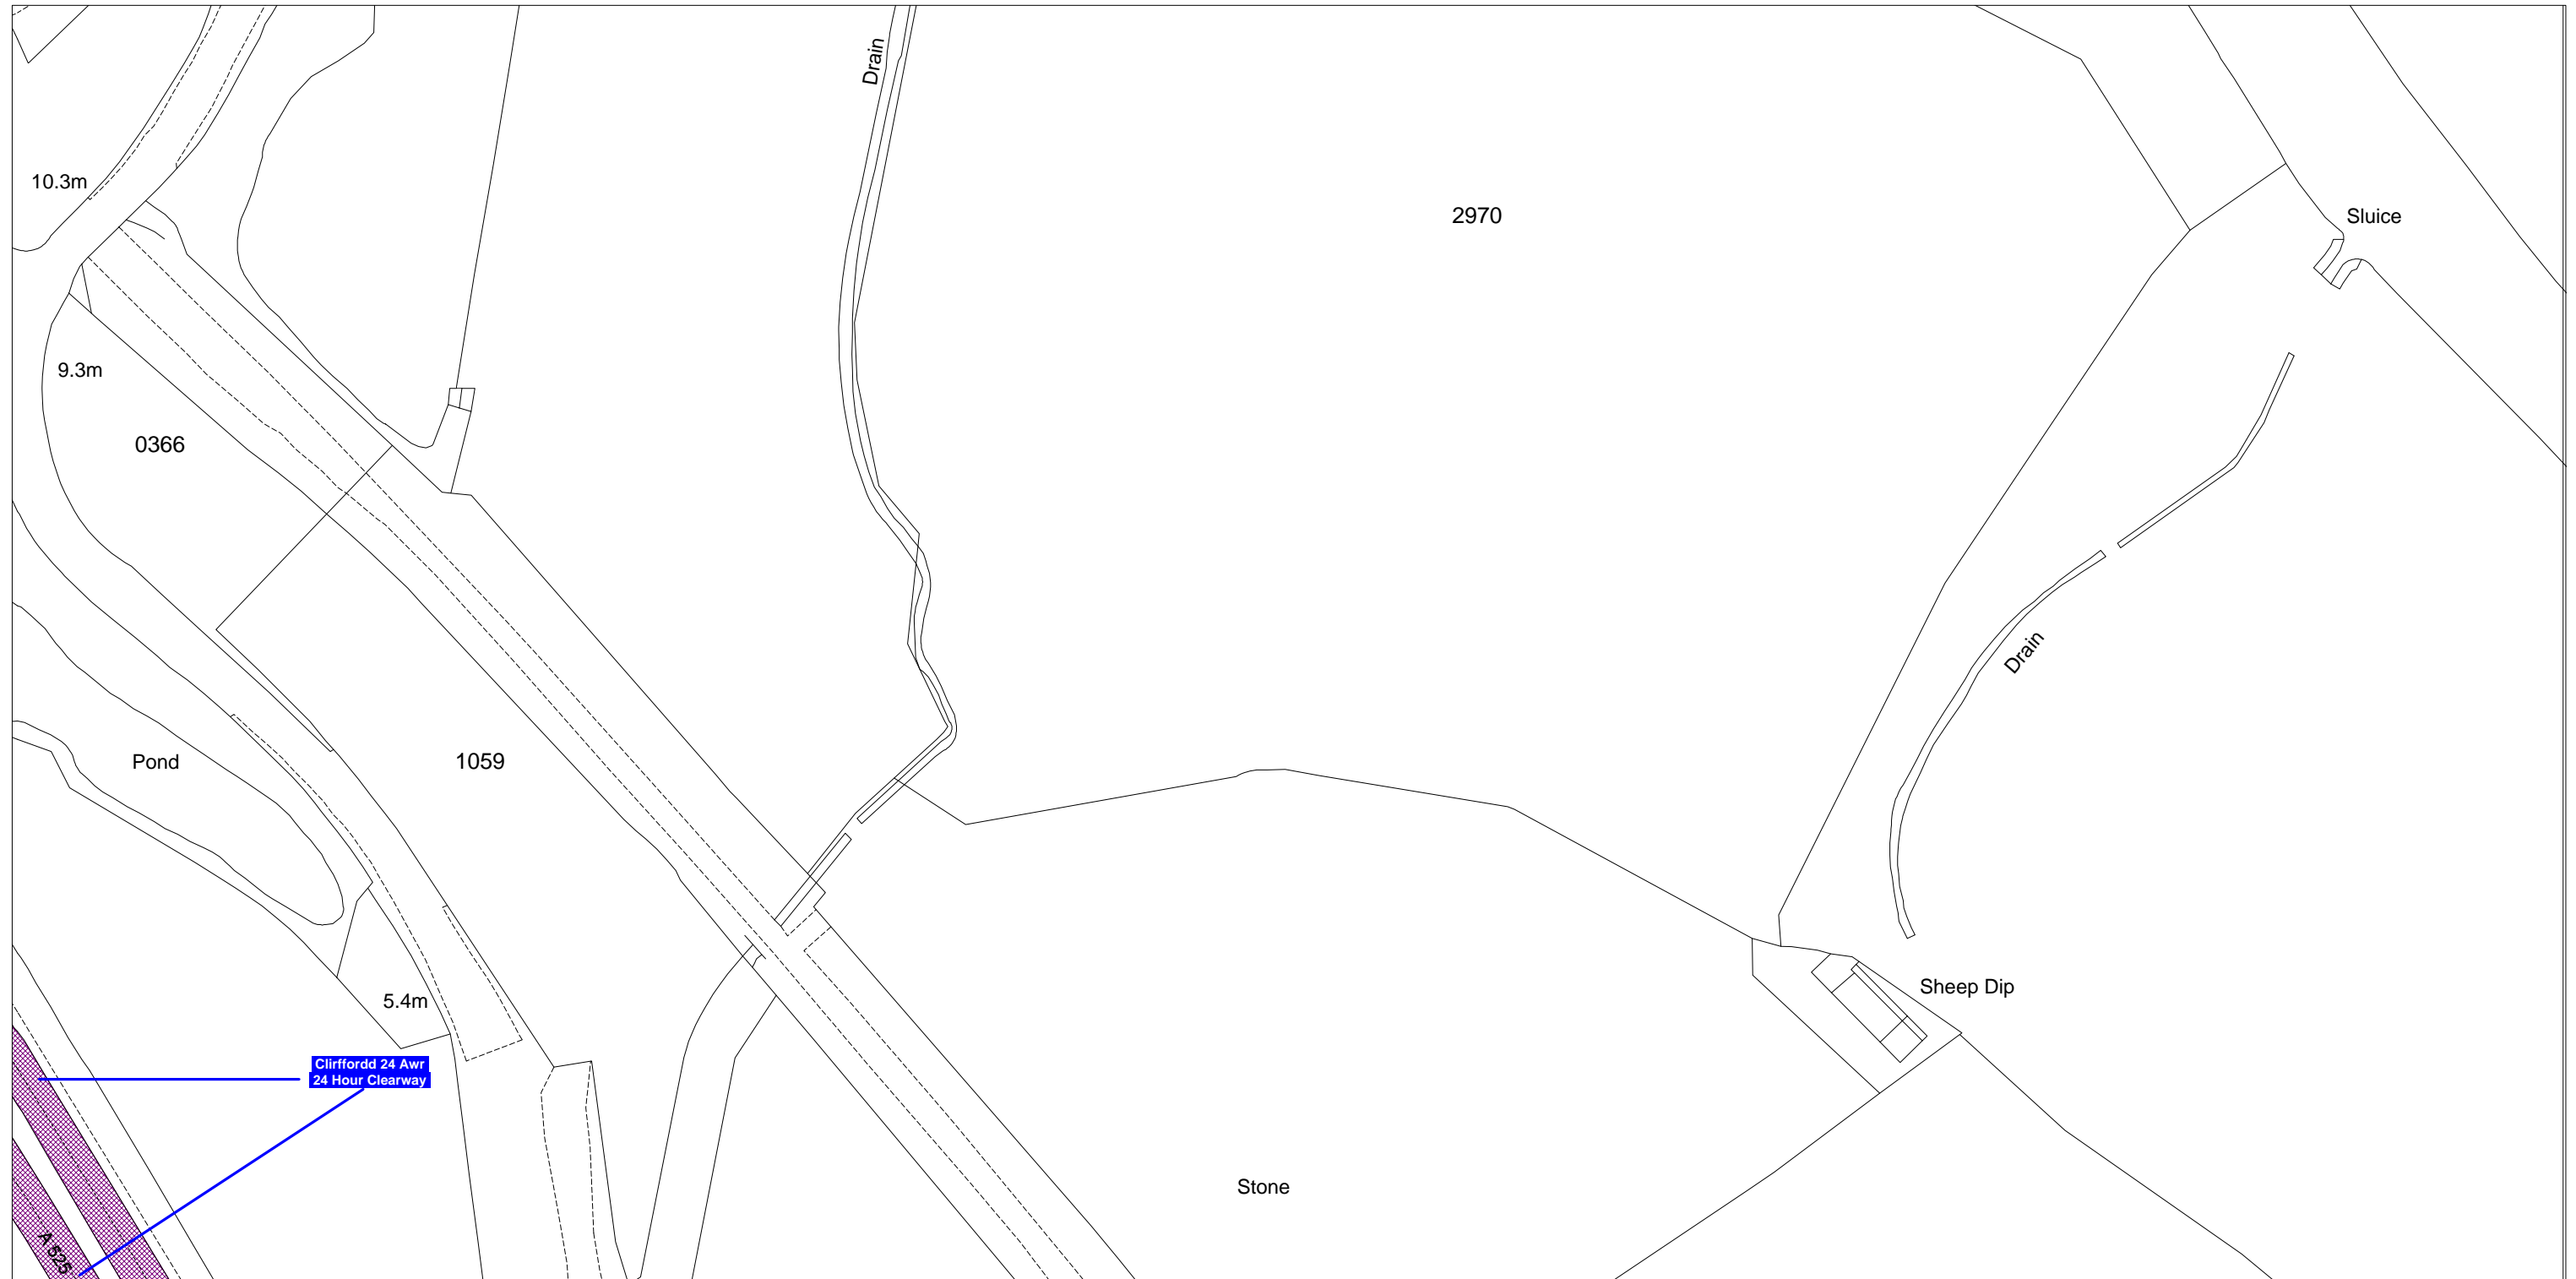 Drain
10.3m
2970
Sluice
9.3m
0366
Drain
Pond
1059
Sheep Dip
5.4m
Clirffordd 24 Awr
24 Hour Clearway
Stone
A 525